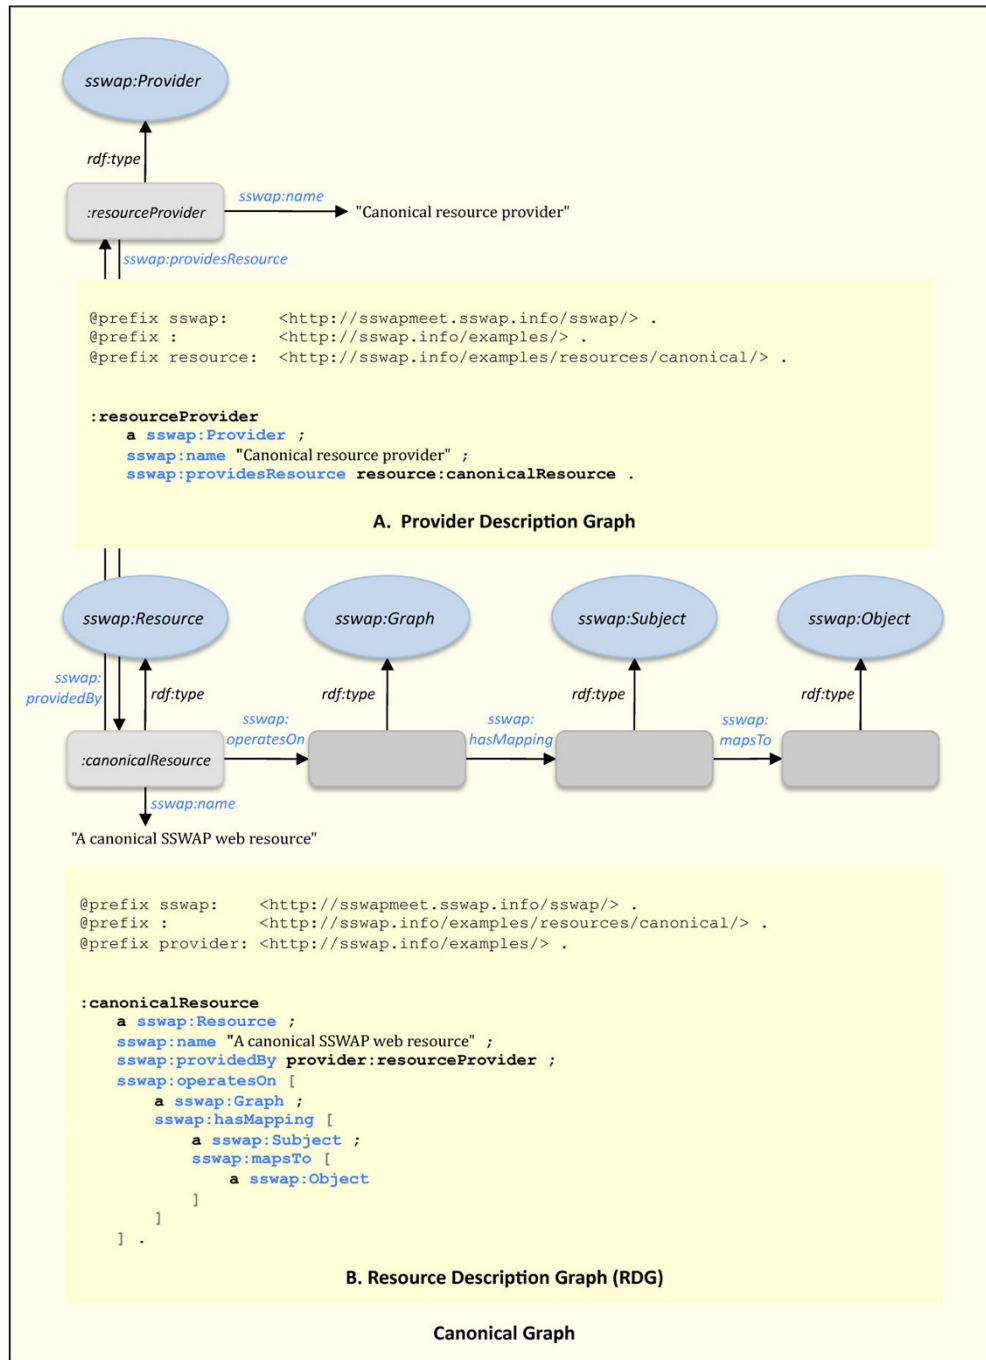 sswap:Provider
rdf:type
:resourceProvider
sswap:name
"Canonical resource provider"
sswap:providesResource
@prefix sswap:     <http://sswapmeet.sswap.info/sswap/> .
@prefix :          <http://sswap.info/examples/> .
@prefix resource:  <http://sswap.info/examples/resources/canonical/> .
:resourceProvider
a sswap:Provider ;
sswap:name "Canonical resource provider" ;
sswap:providesResource resource:canonicalResource .
A.  Provider Description Graph
sswap:Resource
sswap:Graph
sswap:Subject
sswap:Object
sswap:
providedBy
rdf:type
rdf:type
rdf:type
rdf:type
:canonicalResource
sswap:
operatesOn
sswap:
hasMapping
sswap:
mapsTo
sswap:name
"A canonical SSWAP web resource"
@prefix sswap:    <http://sswapmeet.sswap.info/sswap/> .
@prefix :         <http://sswap.info/examples/resources/canonical/> .
@prefix provider: <http://sswap.info/examples/> .
:canonicalResource
a sswap:Resource ;
sswap:name "A canonical SSWAP web resource" ;
sswap:providedBy provider:resourceProvider ;
sswap:operatesOn [
a sswap:Graph ;
sswap:hasMapping [
a sswap:Subject ;
sswap:mapsTo [
a sswap:Object
]
]
] .
B. Resource Description Graph (RDG)
Canonical Graph